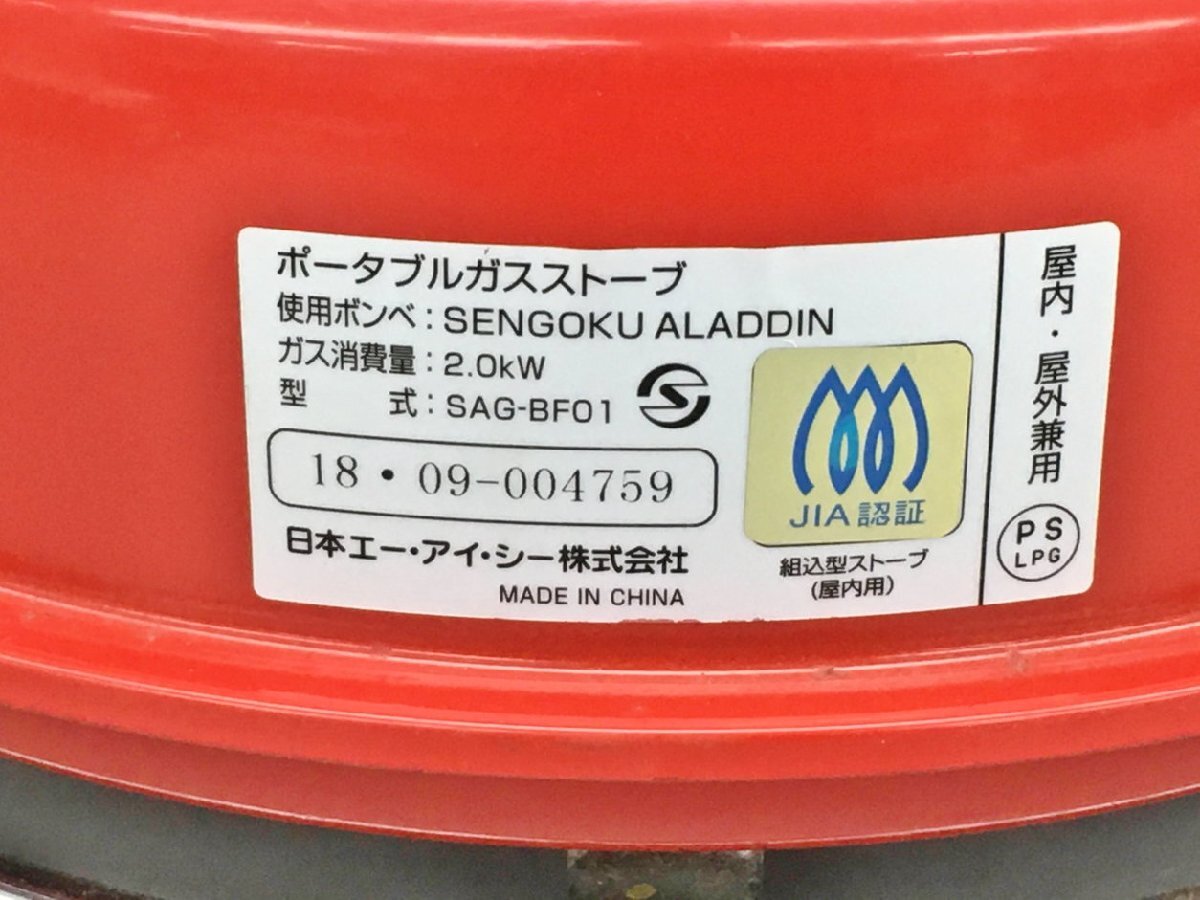 ポータブルガスストーブ
使用ボンベ：SENGOKU ALADDIN
ガス消費量：2.0kW
型　　式：SAG-BF01
18・09-004759
日本エー・アイ・シー株式会社
MADE IN CHINA
JIA 認証
組込型ストーブ
(屋内用)
屋内・屋外兼用
PS
LPG